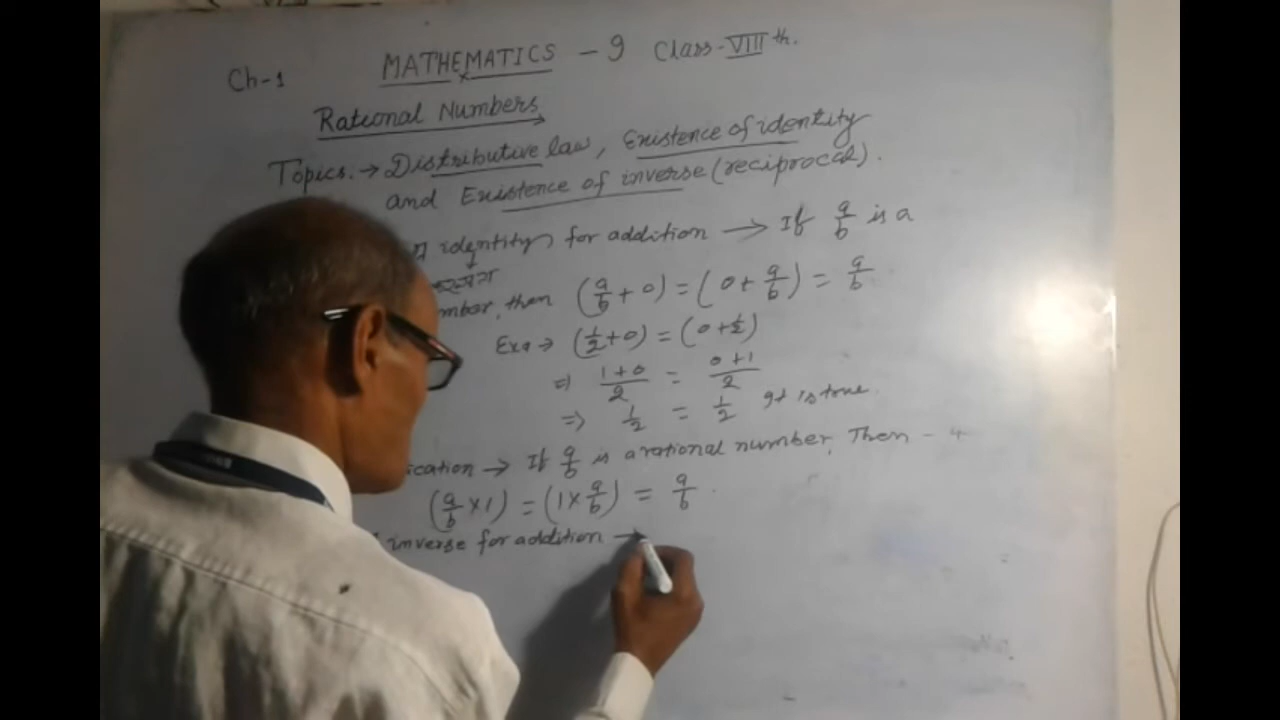 MATHEMATICS - 9 Class-VIIIth.
Ch-1
Rational Numbers
Topics.→ Distributive law, Existence of identity
and Existence of inverse (reciprocal).
identity for addition → If a/b is a
mber, then (a/b + 0) = (0 + a/b) = a/b
Exa → (1/2 + 0) = (0 + 1/2)
⇒ 1+0/2 = 0+1/2
⇒ 1/2 = 1/2 It is true.
ication → If a/b is a rational number, Then -
(a/b × 1) = (1 × a/b) = a/b.
inverse for addition →